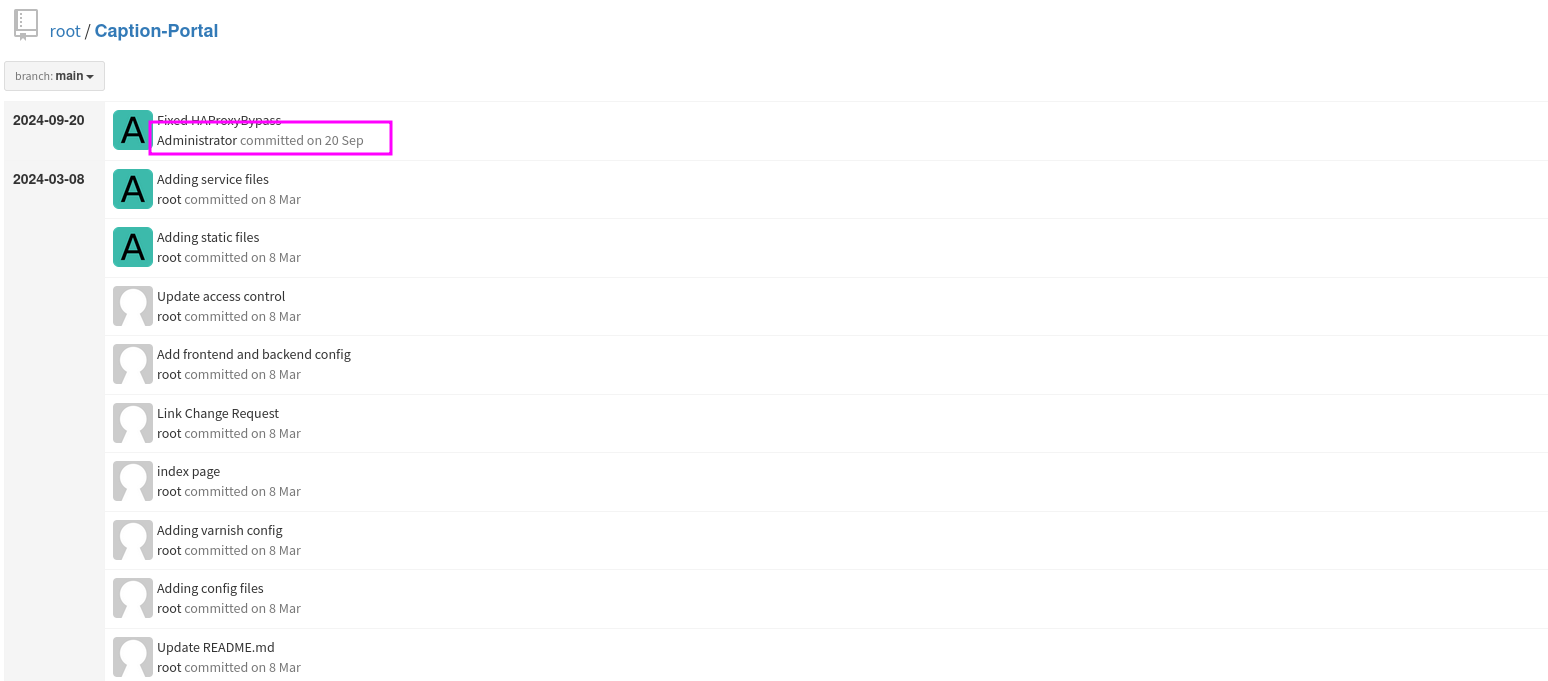 root / Caption-Portal
branch: main
2024-09-20
A
Fixed HAProxyBypass
Administrator committed on 20 Sep
2024-03-08
A
Adding service files
root committed on 8 Mar
A
Adding static files
root committed on 8 Mar
Update access control
root committed on 8 Mar
Add frontend and backend config
root committed on 8 Mar
Link Change Request
root committed on 8 Mar
index page
root committed on 8 Mar
Adding varnish config
root committed on 8 Mar
Adding config files
root committed on 8 Mar
Update README.md
root committed on 8 Mar